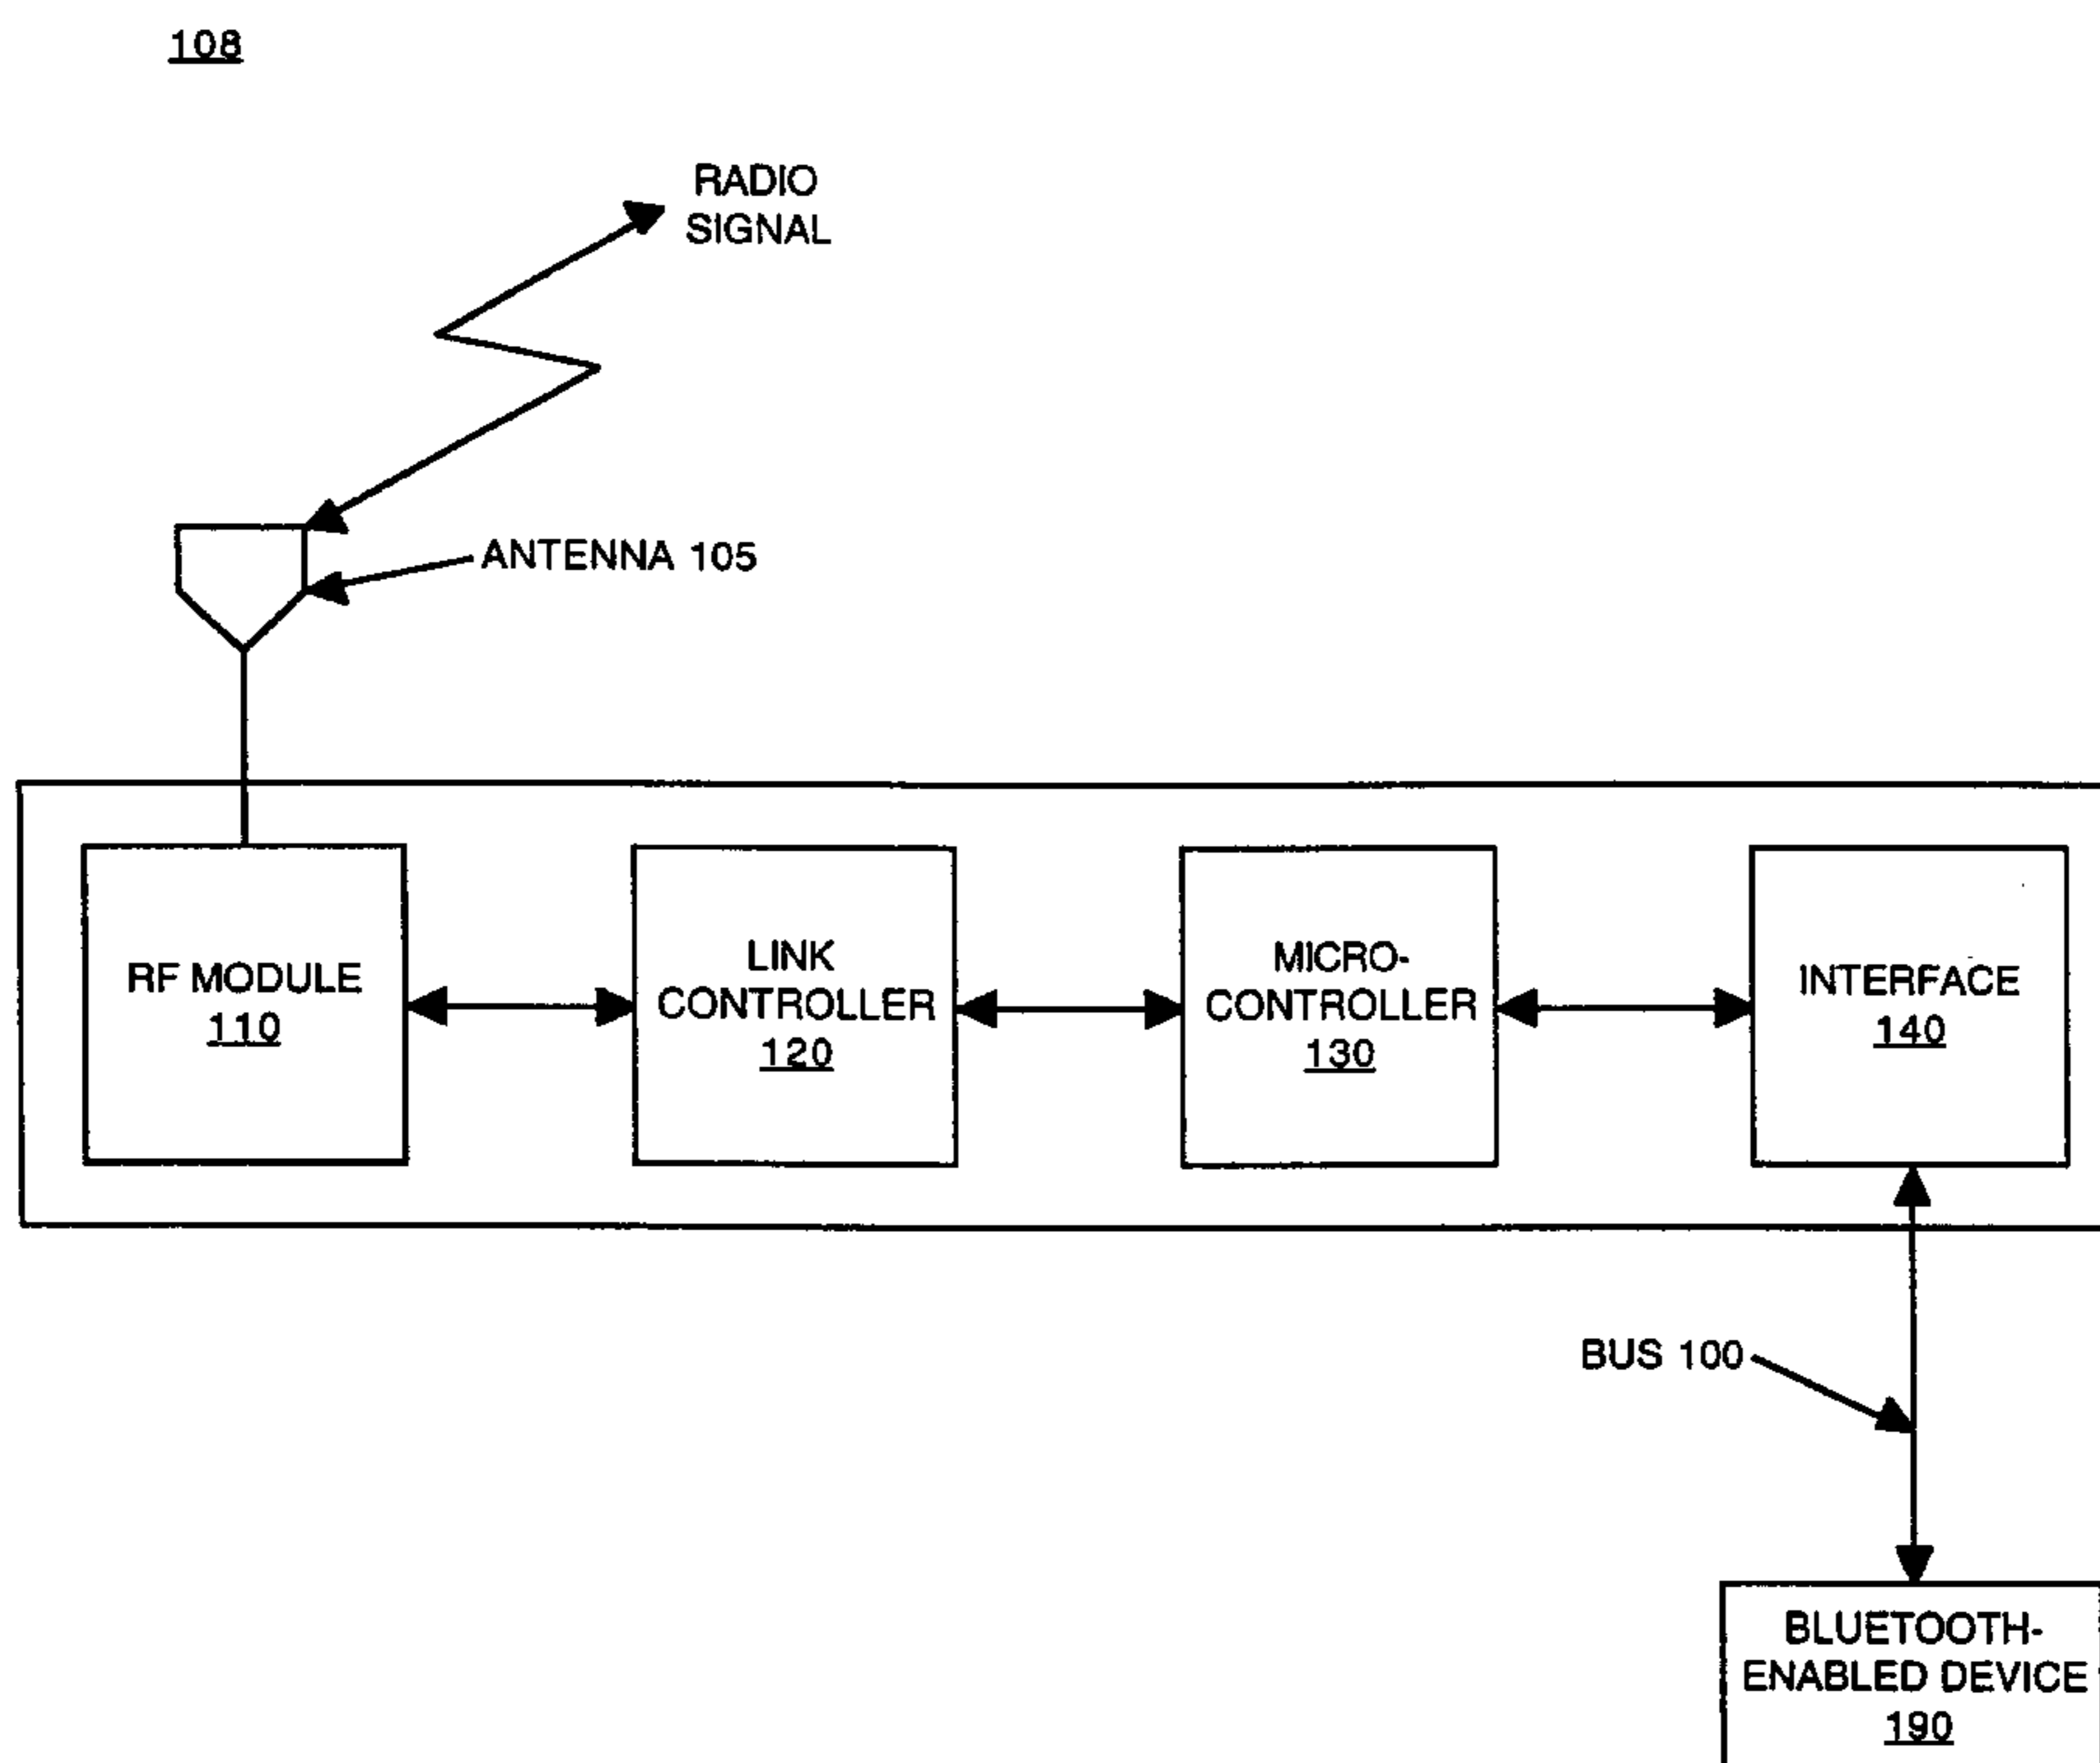 108
RADIO
SIGNAL
ANTENNA 105
RF MODULE
110
LINK
CONTROLLER
120
MICRO-
CONTROLLER
130
INTERFACE
140
BUS 100
BLUETOOTH-
ENABLED DEVICE
190